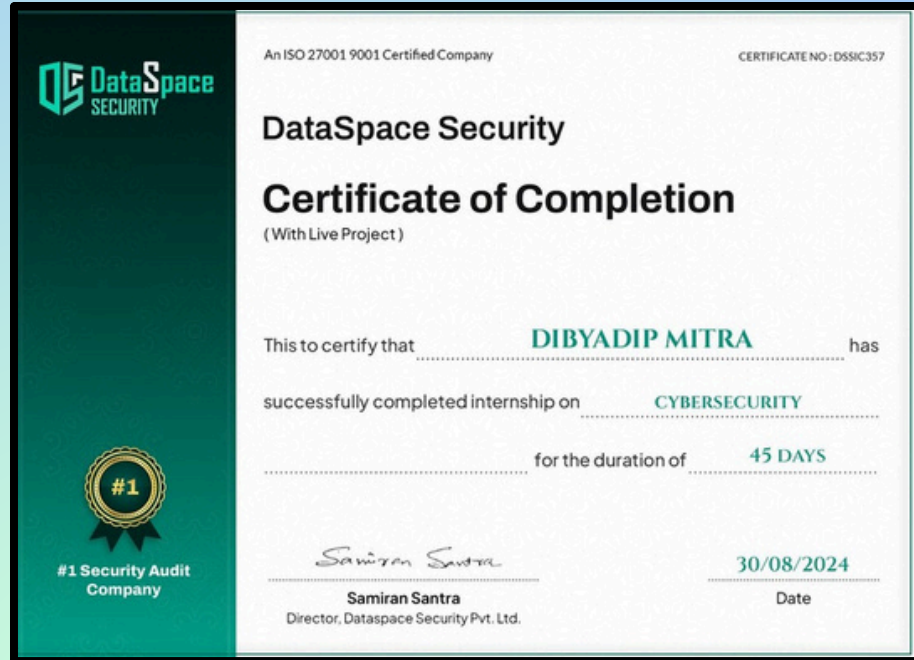 DataSpace
SECURITY
An ISO 27001 9001 Certified Company
CERTIFICATE NO : DSSIC357
DataSpace Security
Certificate of Completion
( With Live Project )
This to certify that DIBYADIP MITRA has
successfully completed internship on CYBERSECURITY
for the duration of 45 DAYS
#1
#1 Security Audit
Company
Samiran Santra
Samiran Santra
Director, Dataspace Security Pvt. Ltd.
30/08/2024
Date